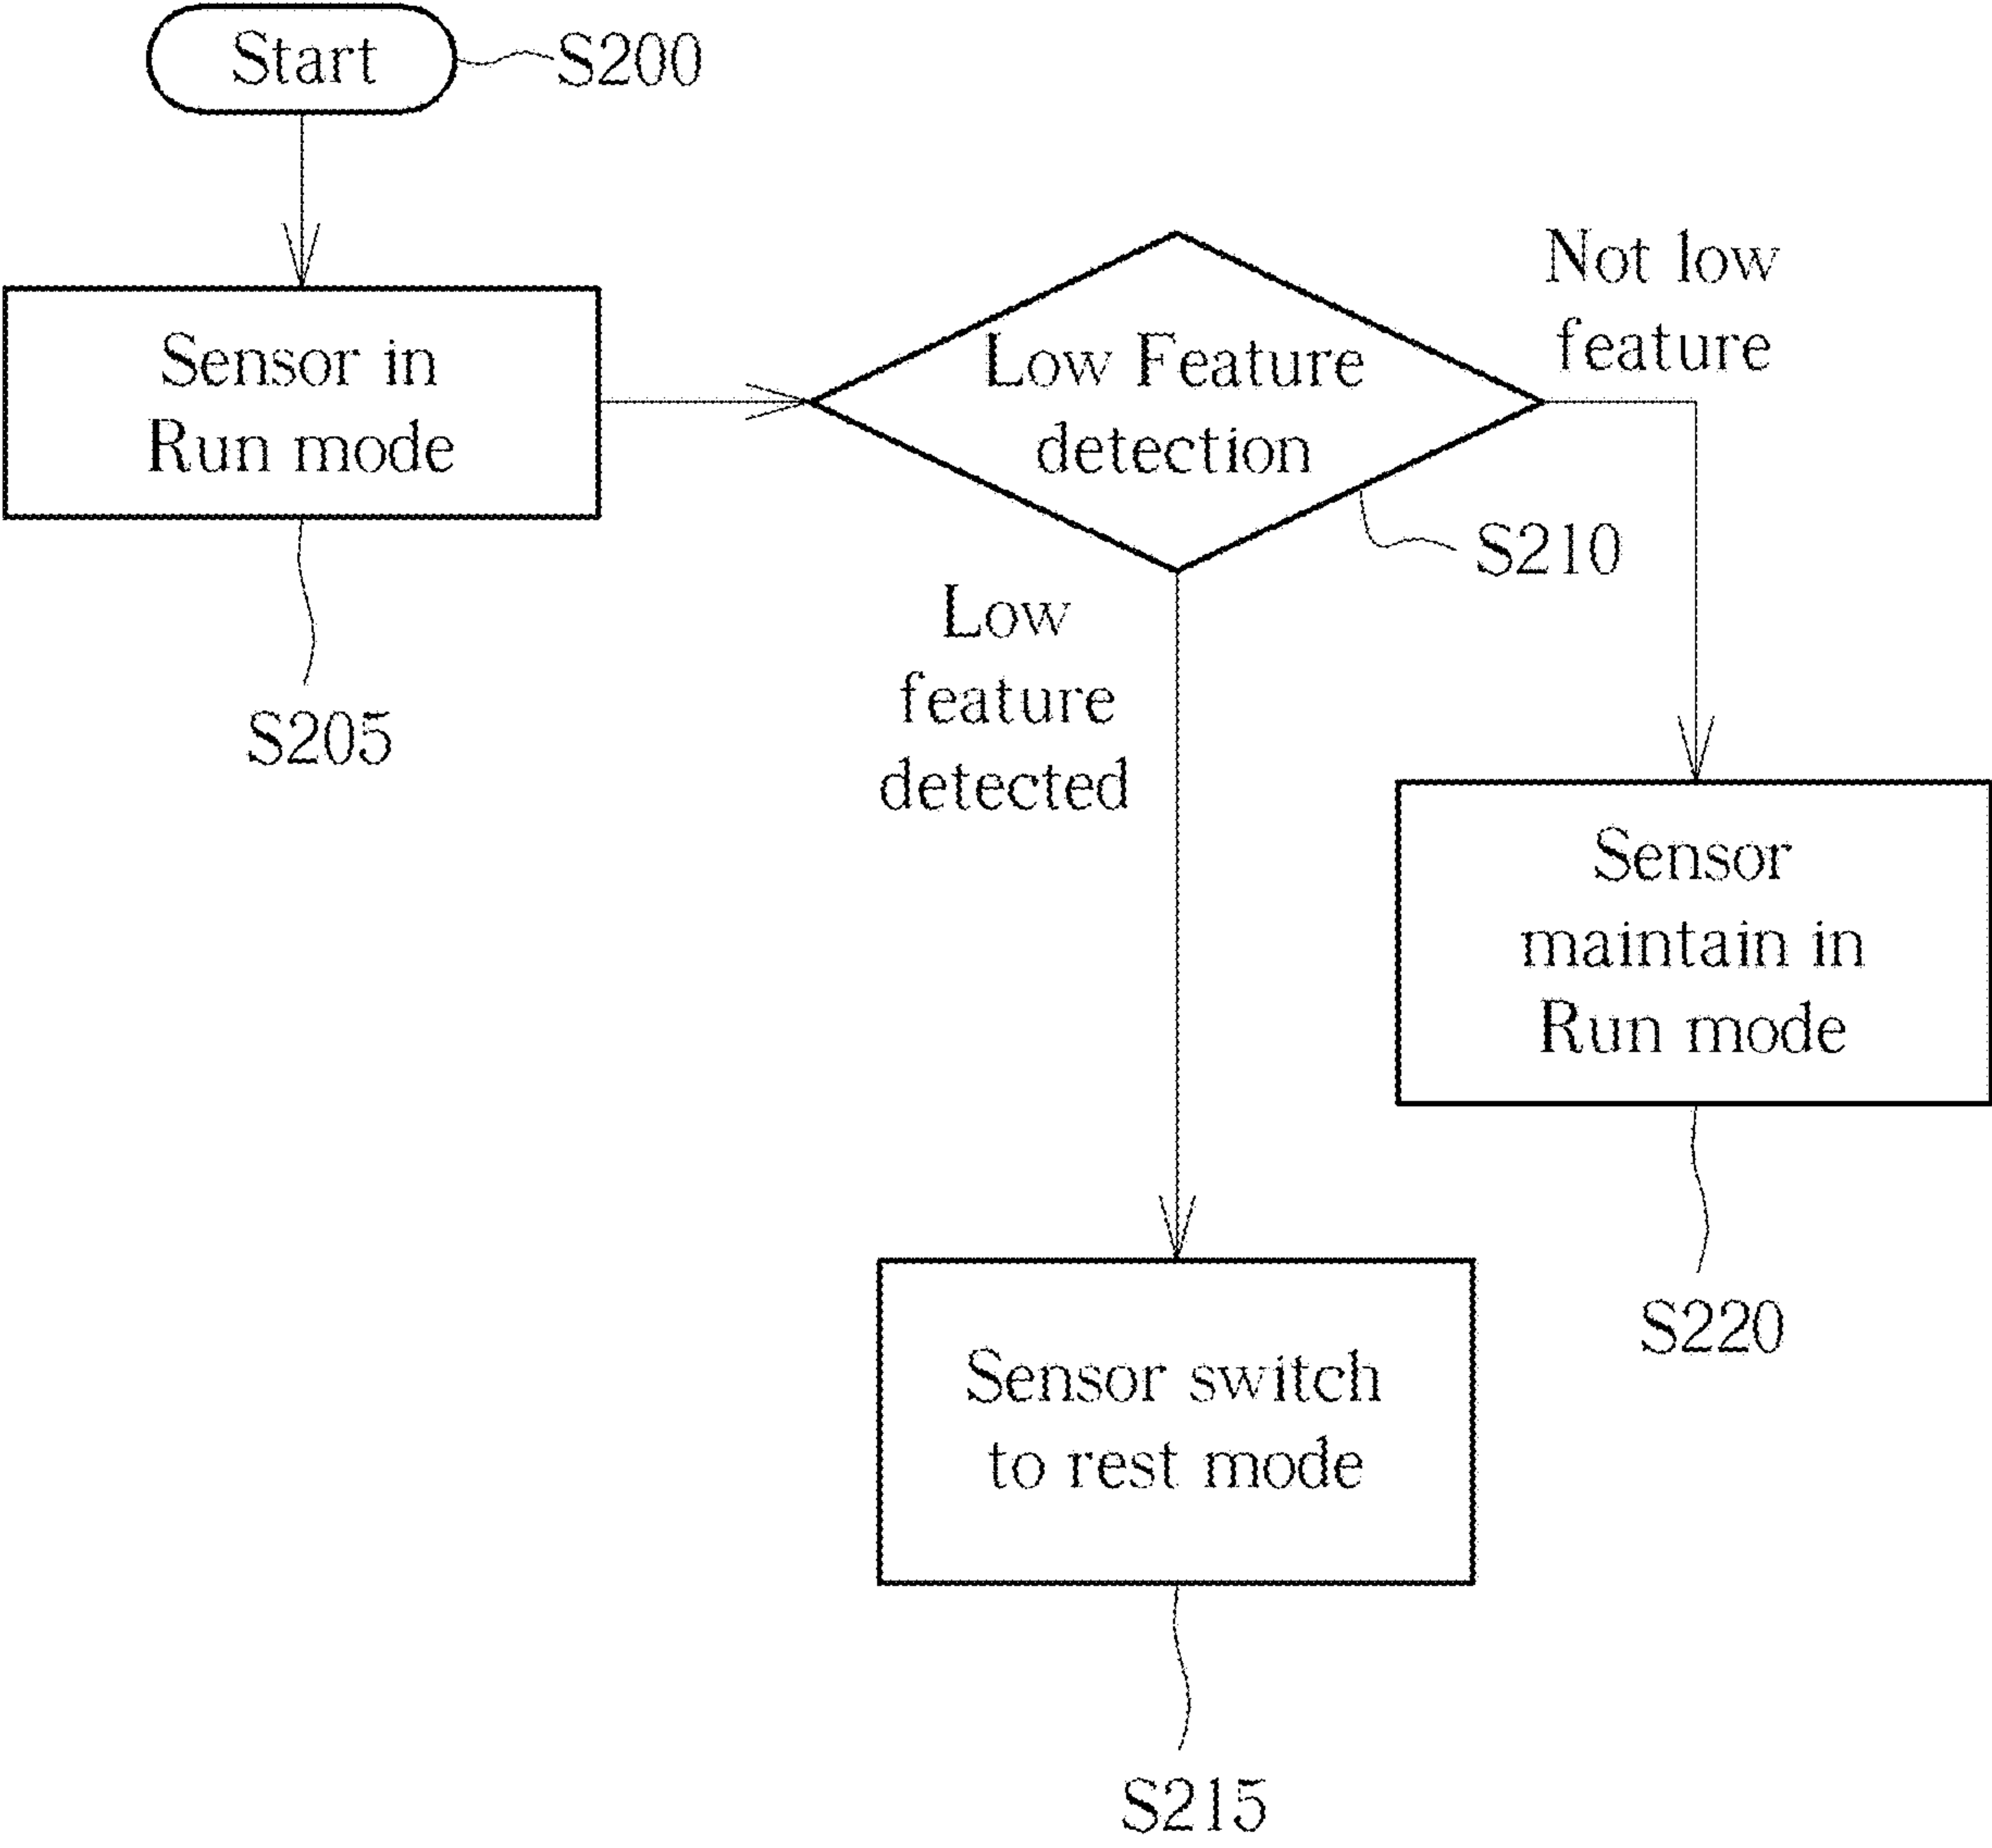 Start
S200
Sensor in
Run mode
S205
Low Feature
detection
S210
Not low
feature
Low
feature
detected
Sensor
maintain in
Run mode
S220
Sensor switch
to rest mode
S215